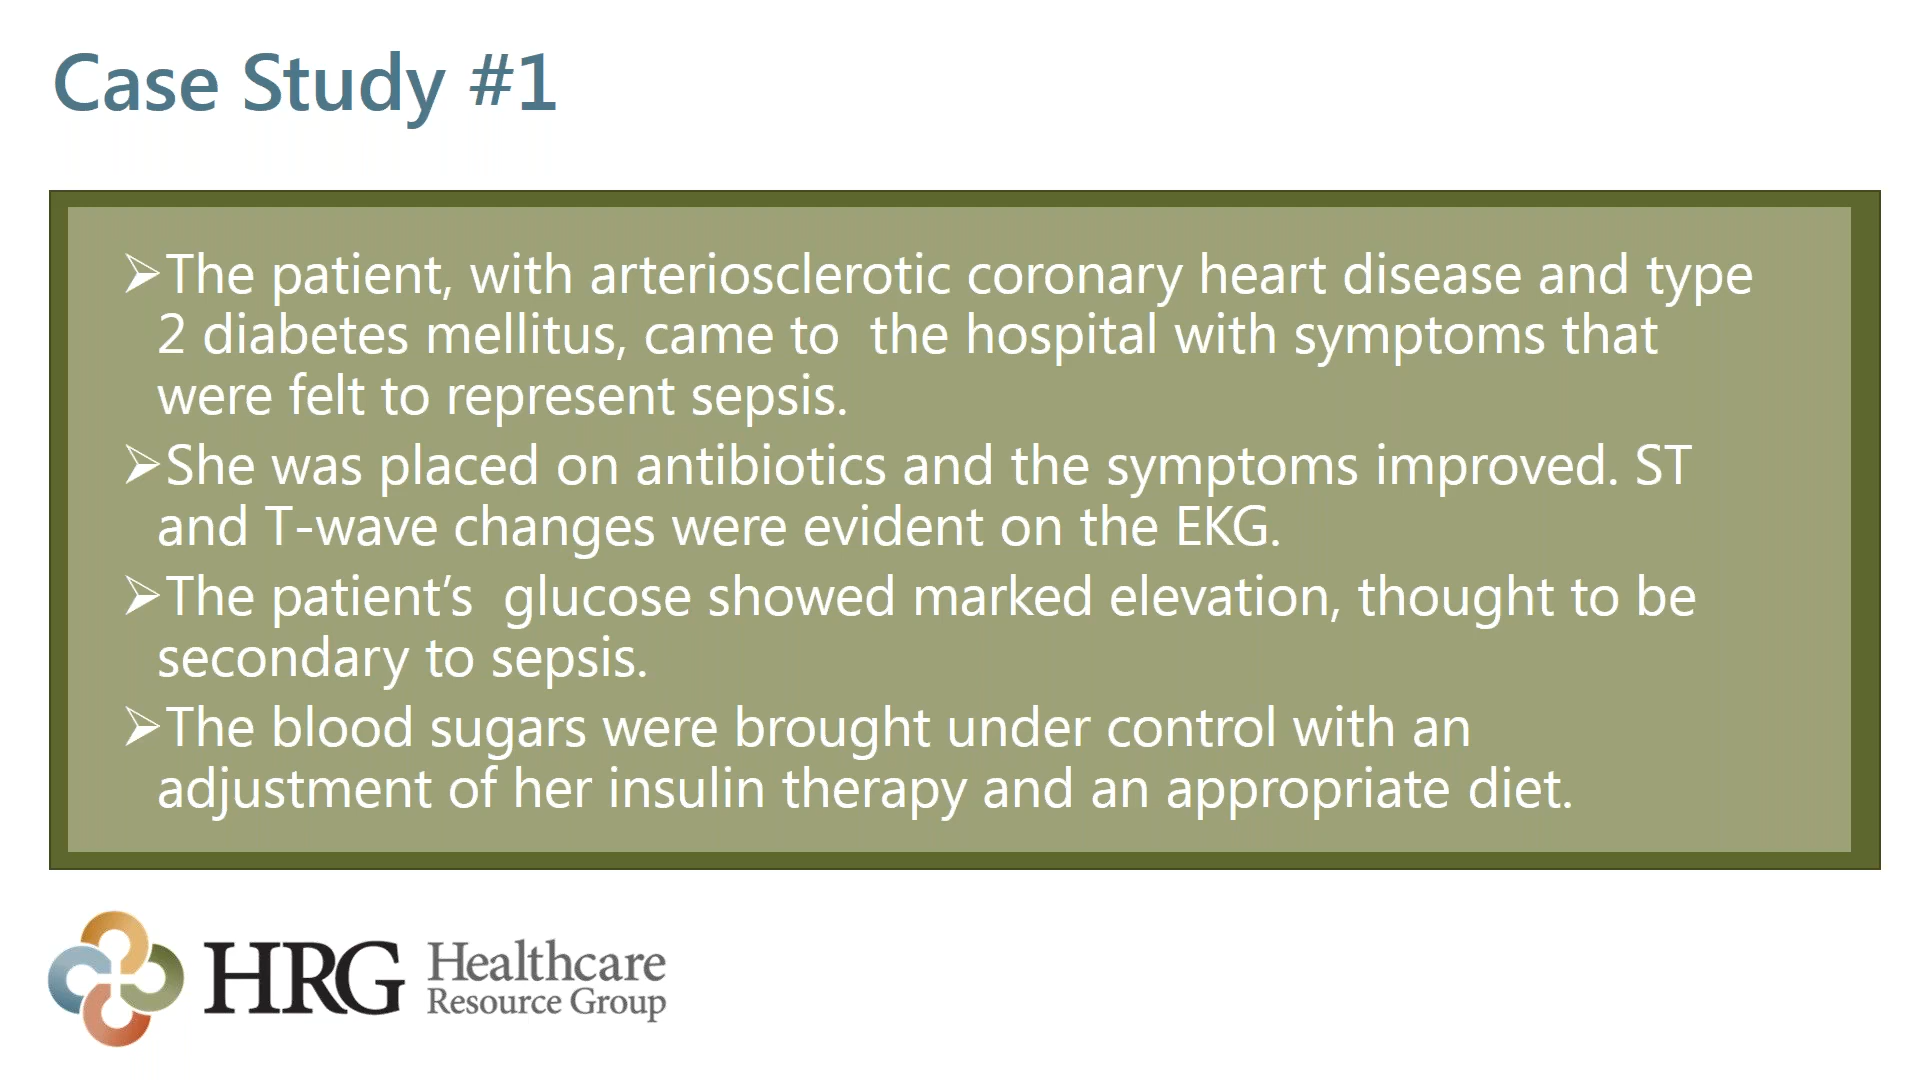 Case Study #1
➢The patient, with arteriosclerotic coronary heart disease and type
2 diabetes mellitus, came to  the hospital with symptoms that
were felt to represent sepsis.
➢She was placed on antibiotics and the symptoms improved. ST
and T-wave changes were evident on the EKG.
➢The patient’s  glucose showed marked elevation, thought to be
secondary to sepsis.
➢The blood sugars were brought under control with an
adjustment of her insulin therapy and an appropriate diet.
HRG Healthcare
Resource Group